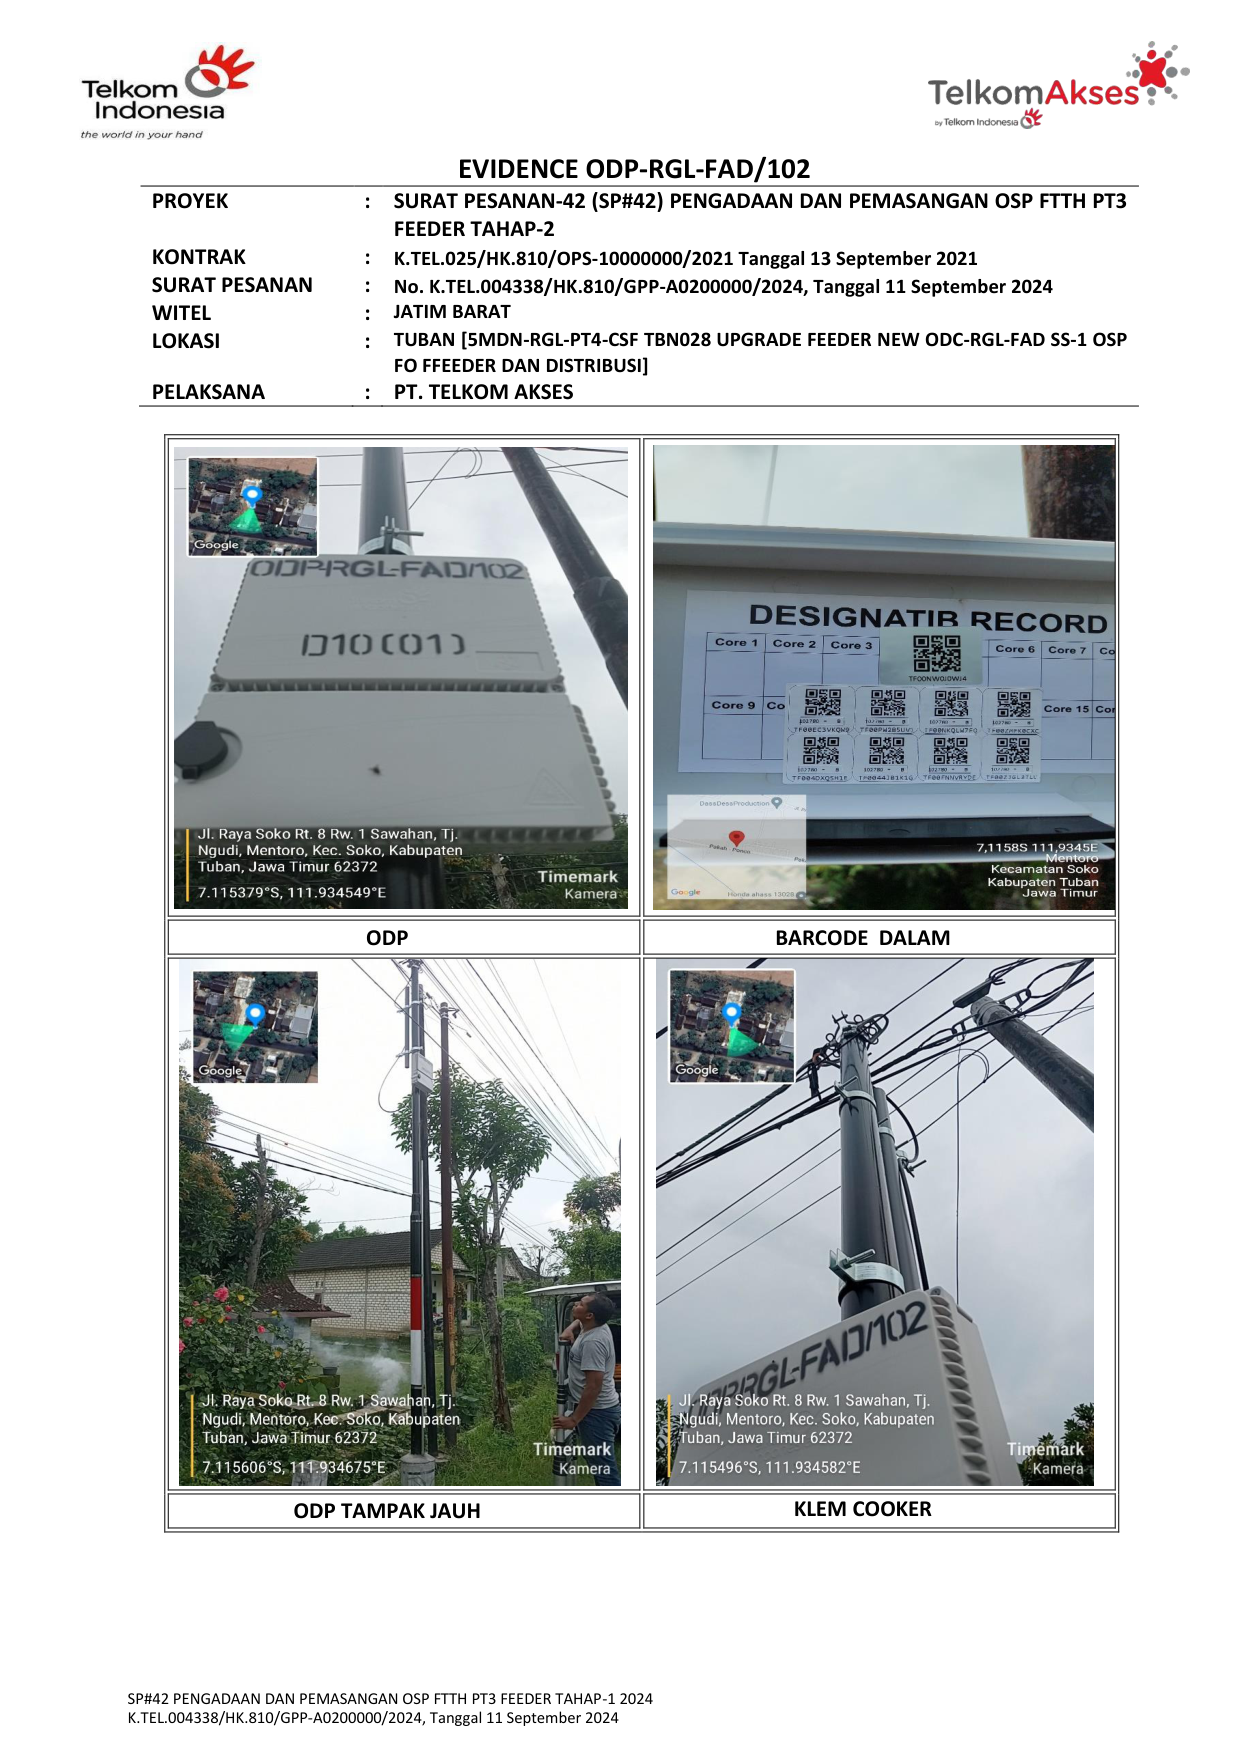 Telkom
Indonesia
the world in your hand
TelkomAkses
by Telkom Indonesia
EVIDENCE ODP-RGL-FAD/102
PROYEK : SURAT PESANAN-42 (SP#42) PENGADAAN DAN PEMASANGAN OSP FTTH PT3
FEEDER TAHAP-2
KONTRAK : K.TEL.025/HK.810/OPS-10000000/2021 Tanggal 13 September 2021
SURAT PESANAN : No. K.TEL.004338/HK.810/GPP-A0200000/2024, Tanggal 11 September 2024
WITEL : JATIM BARAT
LOKASI : TUBAN [5MDN-RGL-PT4-CSF TBN028 UPGRADE FEEDER NEW ODC-RGL-FAD SS-1 OSP
FO FFEEDER DAN DISTRIBUSI]
PELAKSANA : PT. TELKOM AKSES
Google
ODP-RGL-FAD/102
D10(01)
Jl. Raya Soko Rt. 8 Rw. 1 Sawahan, Tj.
Ngudi, Mentoro, Kec. Soko, Kabupaten
Tuban, Jawa Timur 62372
7.115379°S, 111.934549°E
Timemark
Kamera
DESIGNATIR RECORD
Core 1 Core 2 Core 3 Core 6 Core 7 Co
Core 9 Co Core 15 Cor
DasaDesaProduction
Pakah - Ponco
Google
Honda ahass 13028
7,1158S 111,9345E
Mentoro
Kecamatan Soko
Kabupaten Tuban
Jawa Timur
ODP
BARCODE DALAM
Google
Jl. Raya Soko Rt. 8 Rw. 1 Sawahan, Tj.
Ngudi, Mentoro, Kec. Soko, Kabupaten
Tuban, Jawa Timur 62372
7.115606°S, 111.934675°E
Timemark
Kamera
Google
RGL-FAD/102
Jl. Raya Soko Rt. 8 Rw. 1 Sawahan, Tj.
Ngudi, Mentoro, Kec. Soko, Kabupaten
Tuban, Jawa Timur 62372
7.115496°S, 111.934582°E
Timemark
Kamera
ODP TAMPAK JAUH
KLEM COOKER
SP#42 PENGADAAN DAN PEMASANGAN OSP FTTH PT3 FEEDER TAHAP-1 2024
K.TEL.004338/HK.810/GPP-A0200000/2024, Tanggal 11 September 2024